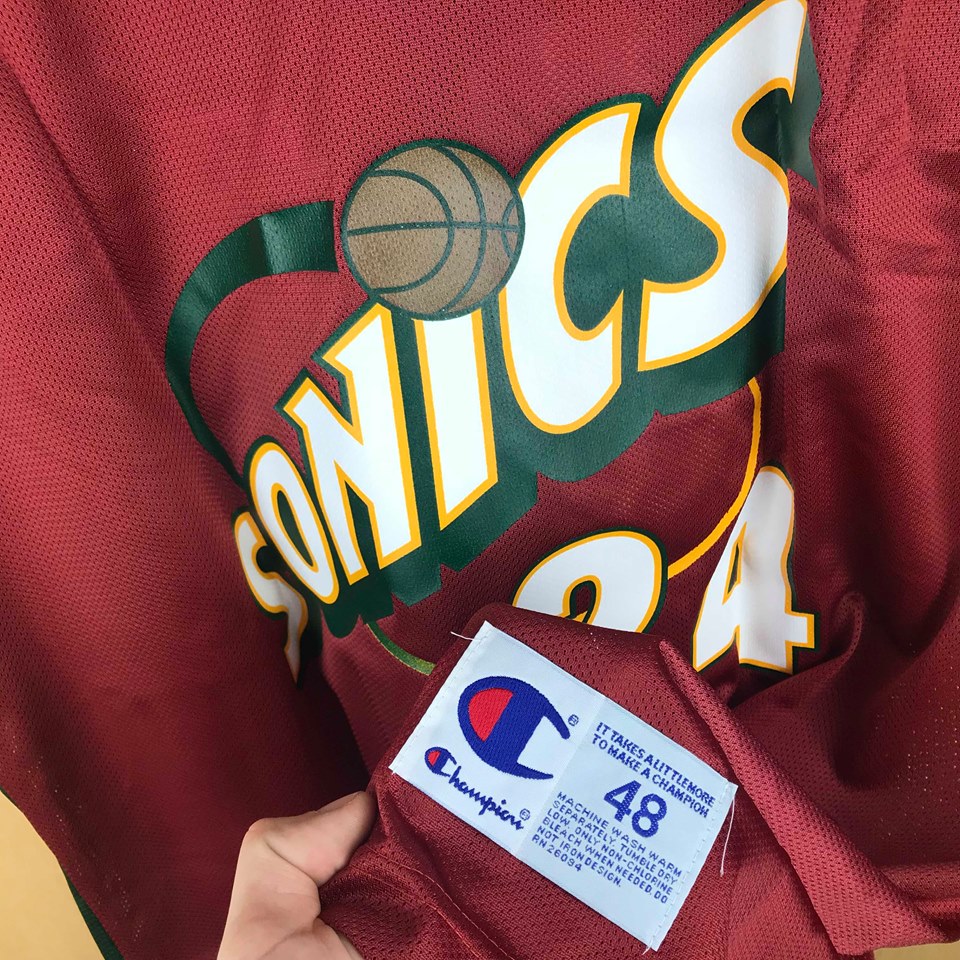 SONICS
24
Champion
®
®
IT TAKES A LITTLE MORE
TO MAKE A CHAMPION
48
MACHINE WASH WARM
SEPARATELY TUMBLE DRY
LOW. ONLY NON-CHLORINE
BLEACH WHEN NEEDED. DO
NOT IRON DESIGN.
RN 26094